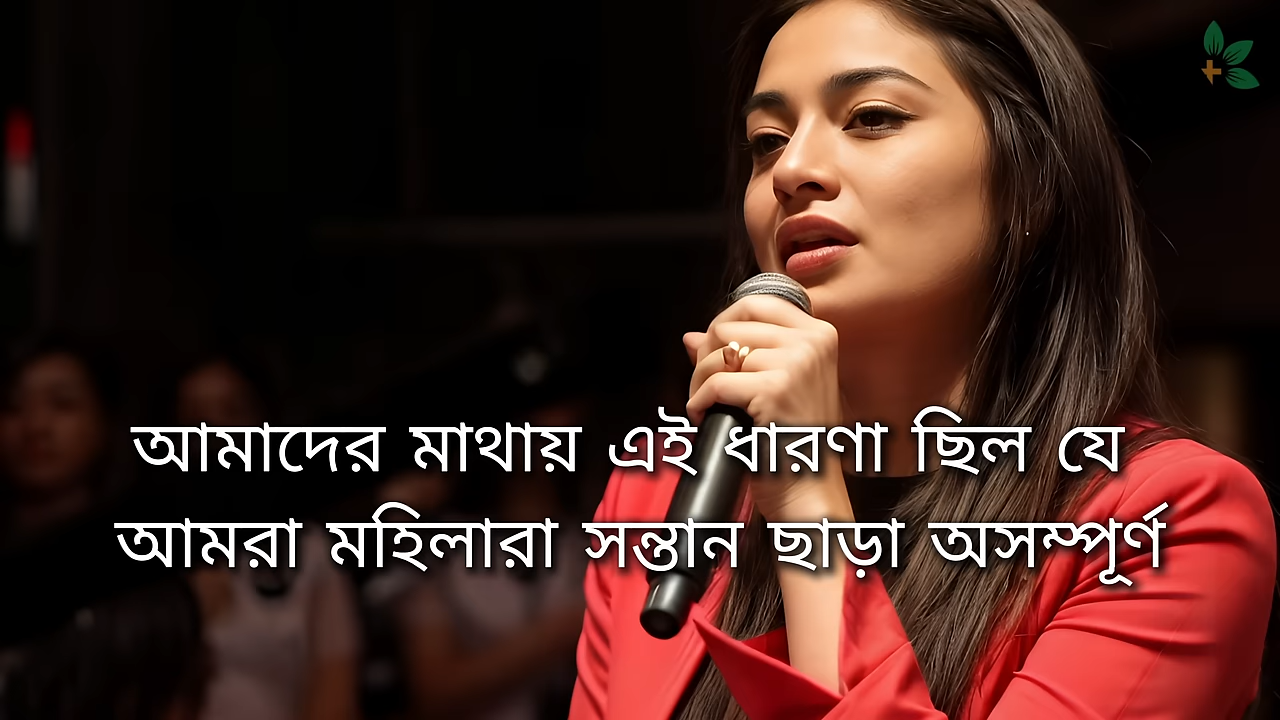 আমাদের মাথায় এই ধারণা ছিল যে
আমরা মহিলারা সন্তান ছাড়া অসম্পূর্ণ